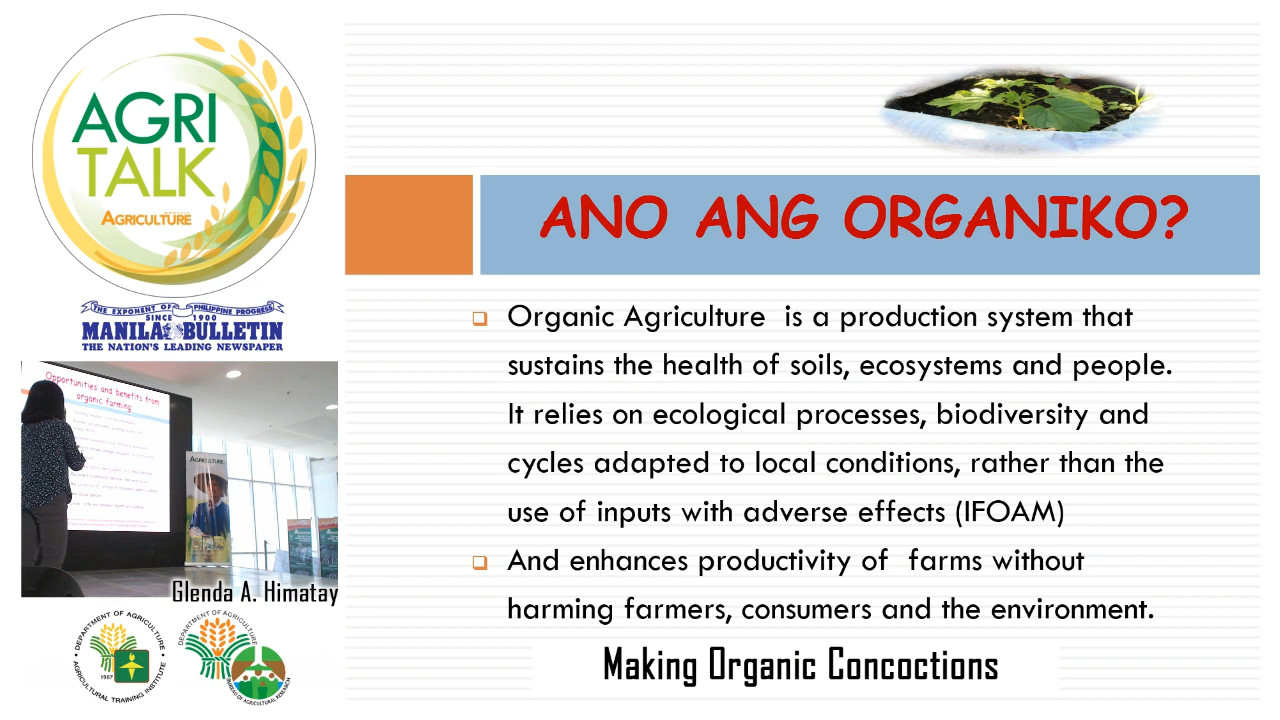 AGRI
TALK
AGRICULTURE
THE EXPONENT OF PHILIPPINE PROGRESS
SINCE 1900
MANILA BULLETIN
THE NATION'S LEADING NEWSPAPER
Opportunities and benefits from
organic farming
AGRICULTURE
Glenda A. Himatay
DEPARTMENT OF AGRICULTURE
AGRICULTURAL TRAINING INSTITUTE
1987
DEPARTMENT OF AGRICULTURE
BUREAU OF AGRICULTURAL RESEARCH
ANO ANG ORGANIKO?
Organic Agriculture is a production system that
sustains the health of soils, ecosystems and people.
It relies on ecological processes, biodiversity and
cycles adapted to local conditions, rather than the
use of inputs with adverse effects (IFOAM)
And enhances productivity of farms without
harming farmers, consumers and the environment.
Making Organic Concoctions